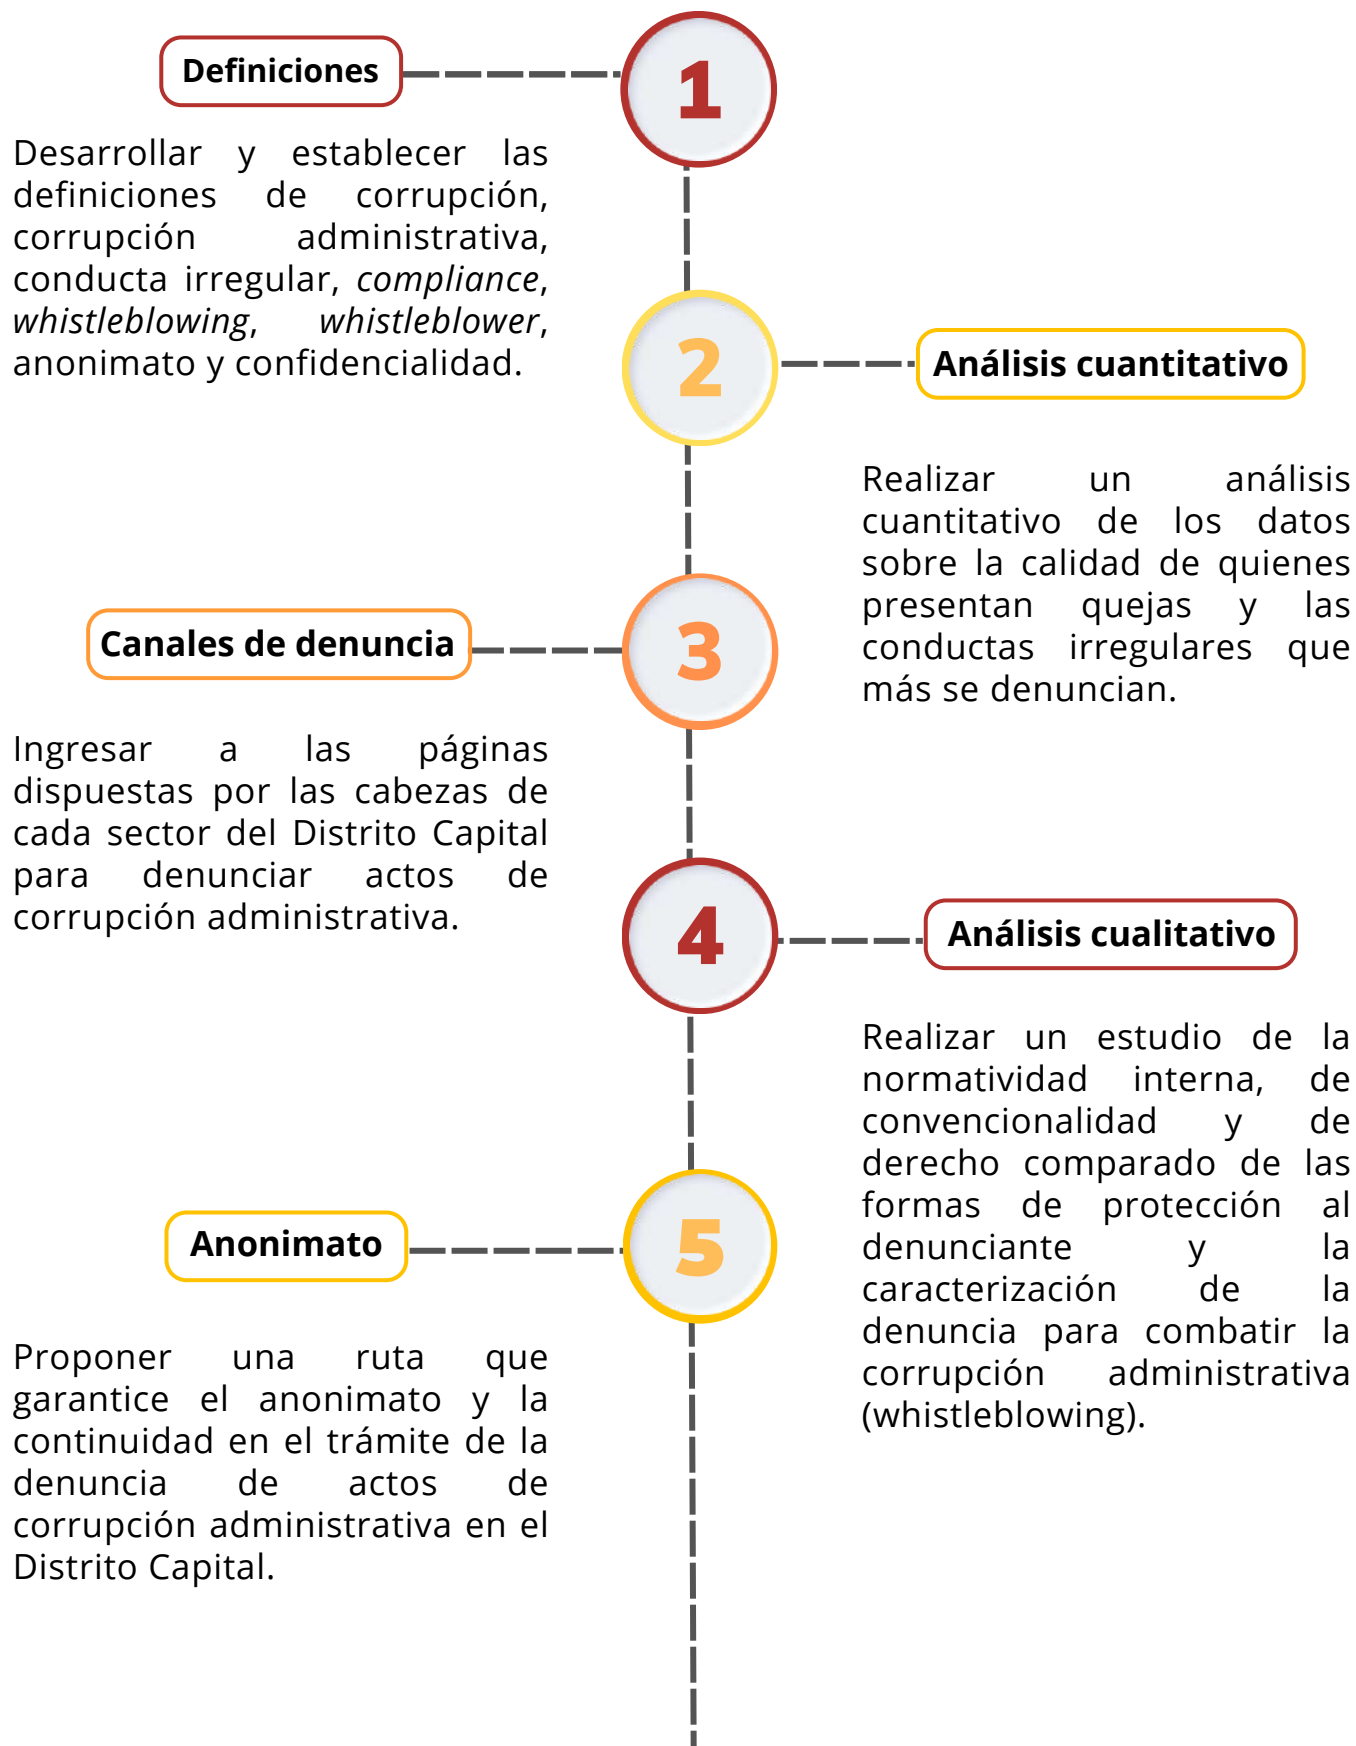 1
Definiciones
Desarrollar y establecer las
definiciones de corrupción,
corrupción administrativa,
conducta irregular, compliance,
whistleblowing, whistleblower,
anonimato y confidencialidad.
2
Análisis cuantitativo
Realizar un análisis
cuantitativo de los datos
sobre la calidad de quienes
presentan quejas y las
conductas irregulares que
más se denuncian.
3
Canales de denuncia
Ingresar a las páginas
dispuestas por las cabezas de
cada sector del Distrito Capital
para denunciar actos de
corrupción administrativa.
4
Análisis cualitativo
Realizar un estudio de la
normatividad interna, de
convencionalidad y de
derecho comparado de las
formas de protección al
denunciante y la
caracterización de la
denuncia para combatir la
corrupción administrativa
(whistleblowing).
5
Anonimato
Proponer una ruta que
garantice el anonimato y la
continuidad en el trámite de la
denuncia de actos de
corrupción administrativa en el
Distrito Capital.